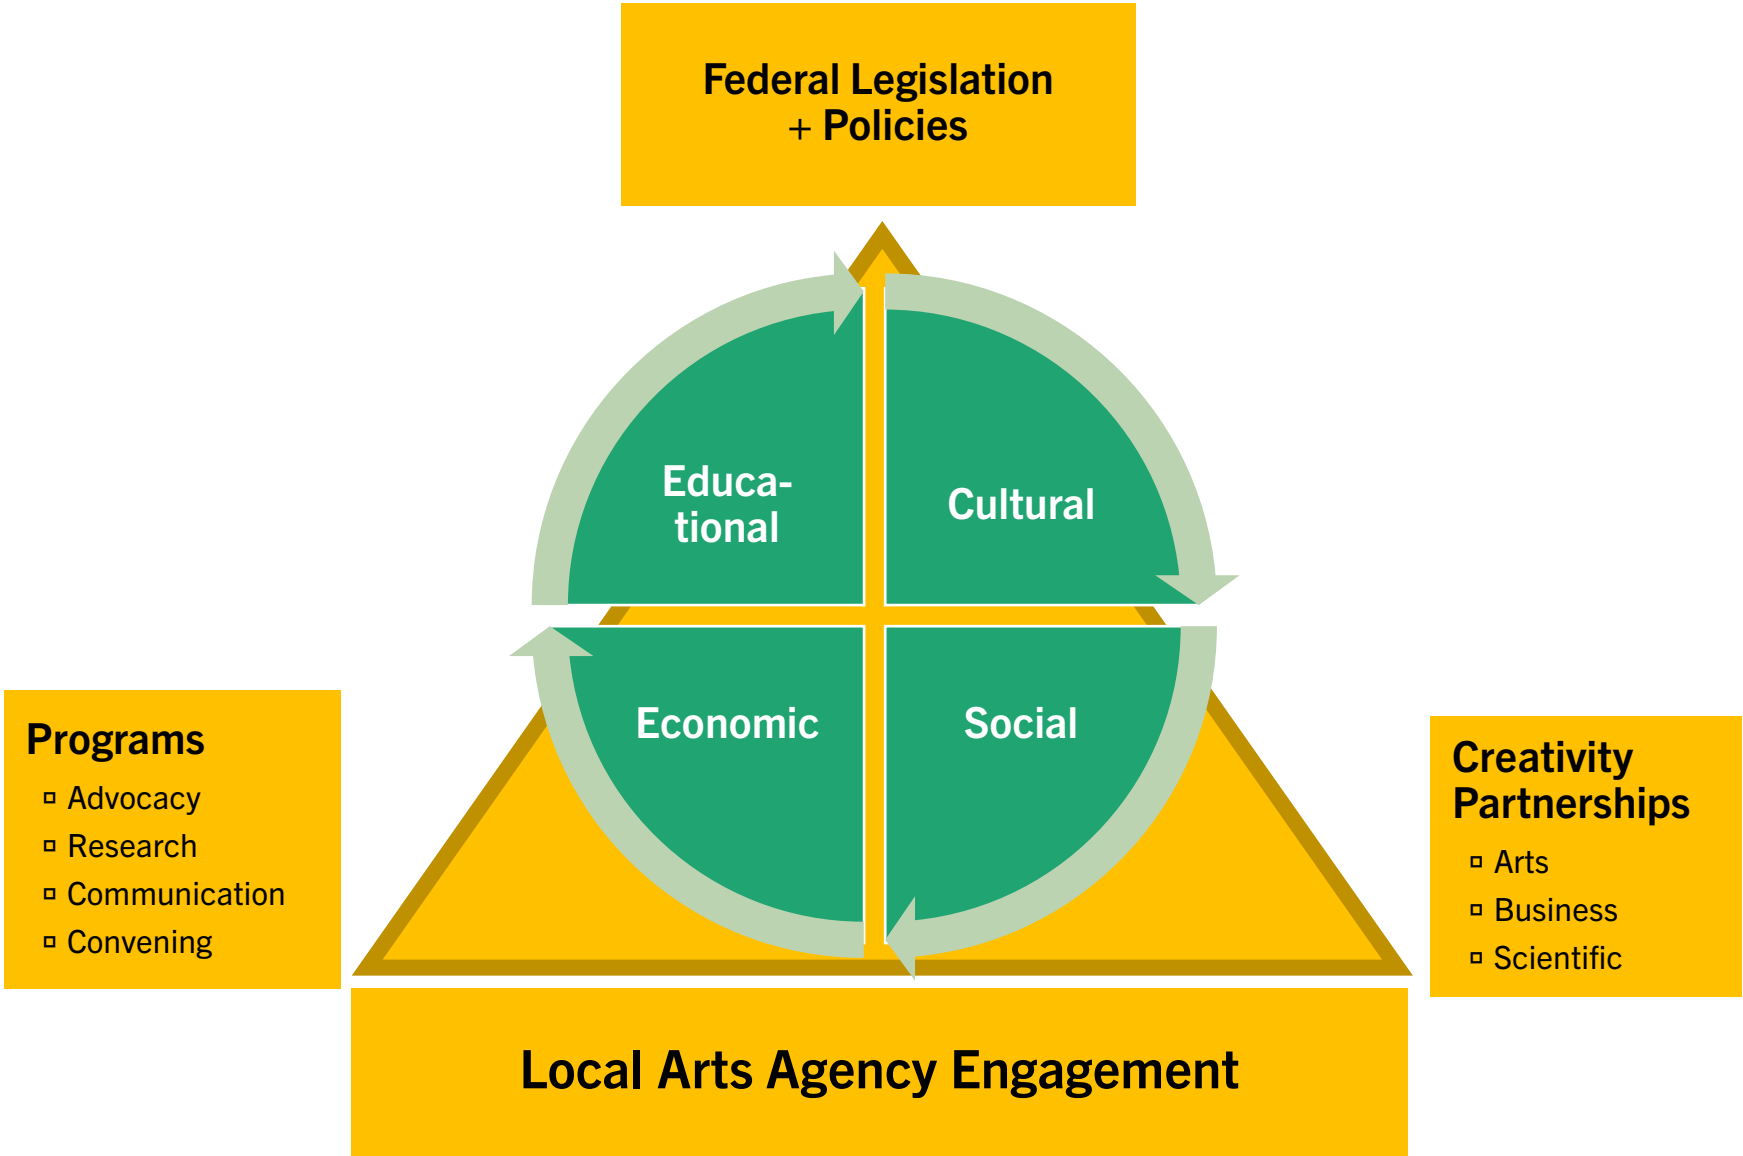 Federal Legislation
+ Policies
Educa-
tional
Cultural
Economic
Social
Programs
▫ Advocacy
▫ Research
▫ Communication
▫ Convening
Creativity
Partnerships
▫ Arts
▫ Business
▫ Scientific
Local Arts Agency Engagement